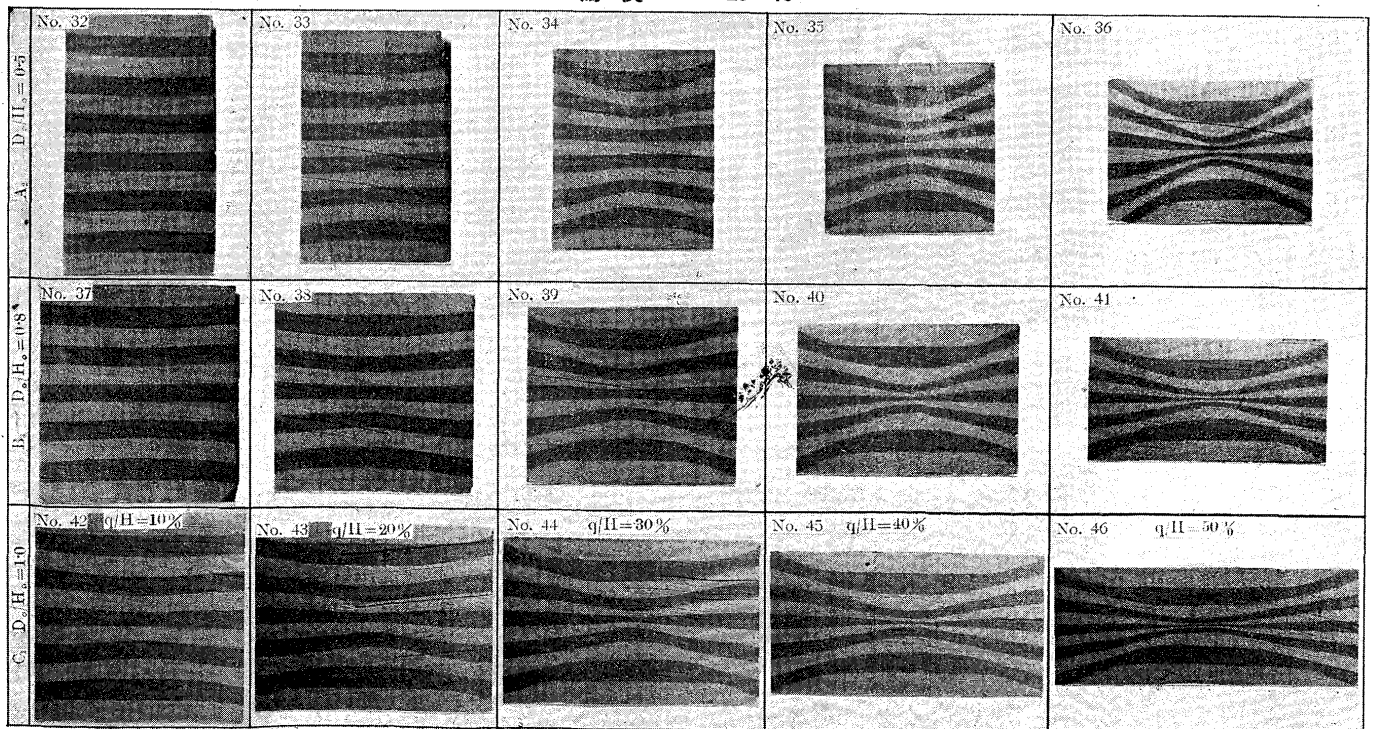 No. 32
No. 33
No. 34
No. 35
No. 36
A, D₀/H₀=0·5
No. 37
No. 38
No. 39
No. 40
No. 41
B, D₀/H₀=0·8
No. 42 q/H=10%
No. 43 q/H=20%
No. 44 q/H=30%
No. 45 q/H=40%
No. 46 q/H=50%
C, D₀/H₀=1·0